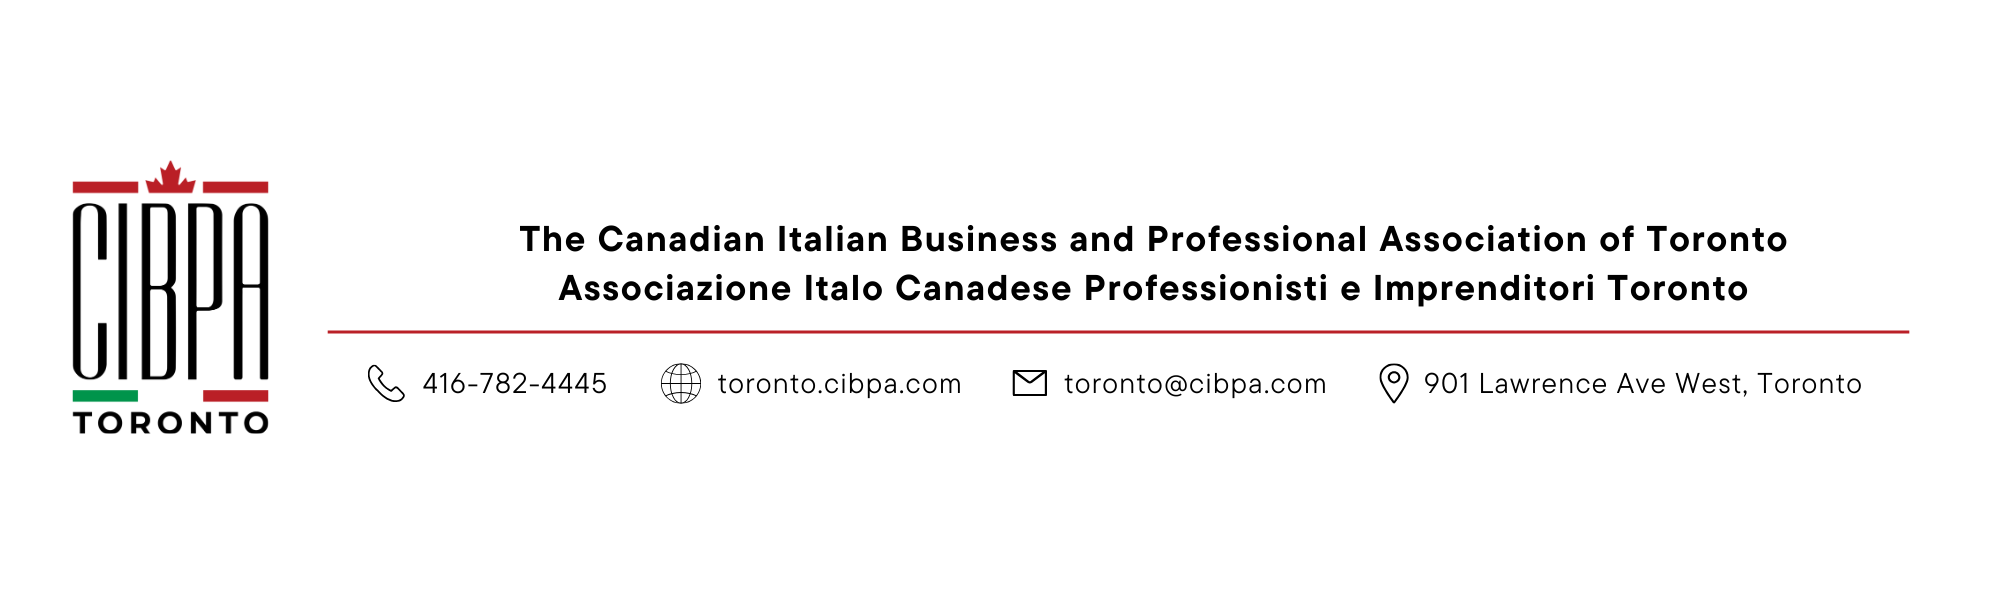 CIBPA
TORONTO
The Canadian Italian Business and Professional Association of Toronto
Associazione Italo Canadese Professionisti e Imprenditori Toronto
416-782-4445
toronto.cibpa.com
toronto@cibpa.com
901 Lawrence Ave West, Toronto